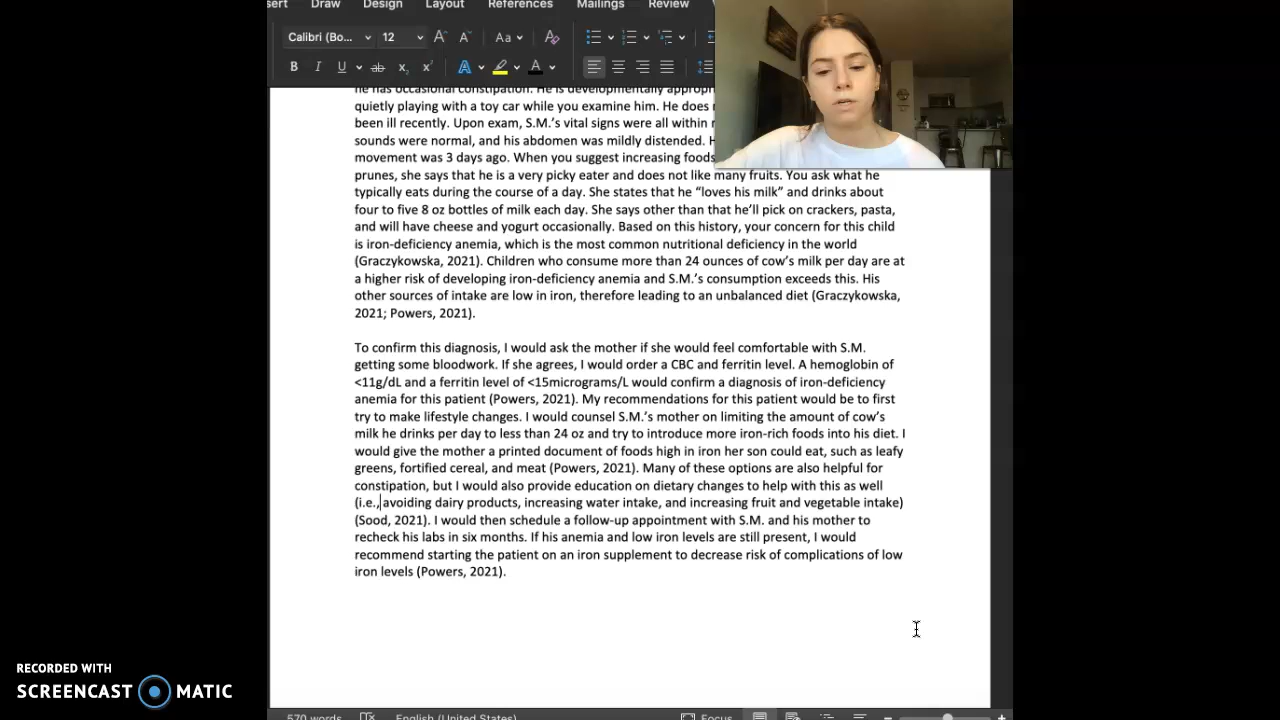 sert Draw Design Layout References Mailings Review
Calibri (Bo... 12 A A Aa A
B I U ab x₂ x² A A
he has occasional constipation. He is developmentally
quietly playing with a toy car while you examine him. He does
been ill recently. Upon exam, S.M.'s vital signs were all within
sounds were normal, and his abdomen was mildly distended.
movement was 3 days ago. When you suggest increasing foods
prunes, she says that he is a very picky eater and does not like many fruits. You ask what he
typically eats during the course of a day. She states that he “loves his milk” and drinks about
four to five 8 oz bottles of milk each day. She says other than that he'll pick on crackers, pasta,
and will have cheese and yogurt occasionally. Based on this history, your concern for this child
is iron-deficiency anemia, which is the most common nutritional deficiency in the world
(Graczykowska, 2021). Children who consume more than 24 ounces of cow's milk per day are at
a higher risk of developing iron-deficiency anemia and S.M.'s consumption exceeds this. His
other sources of intake are low in iron, therefore leading to an unbalanced diet (Graczykowska,
2021; Powers, 2021).
To confirm this diagnosis, I would ask the mother if she would feel comfortable with S.M.
getting some bloodwork. If she agrees, I would order a CBC and ferritin level. A hemoglobin of
<11g/dL and a ferritin level of <15micrograms/L would confirm a diagnosis of iron-deficiency
anemia for this patient (Powers, 2021). My recommendations for this patient would be to first
try to make lifestyle changes. I would counsel S.M.'s mother on limiting the amount of cow's
milk he drinks per day to less than 24 oz and try to introduce more iron-rich foods into his diet. I
would give the mother a printed document of foods high in iron her son could eat, such as leafy
greens, fortified cereal, and meat (Powers, 2021). Many of these options are also helpful for
constipation, but I would also provide education on dietary changes to help with this as well
(i.e., avoiding dairy products, increasing water intake, and increasing fruit and vegetable intake)
(Sood, 2021). I would then schedule a follow-up appointment with S.M. and his mother to
recheck his labs in six months. If his anemia and low iron levels are still present, I would
recommend starting the patient on an iron supplement to decrease risk of complications of low
iron levels (Powers, 2021).
570 words English (United States) Focus
RECORDED WITH
SCREENCAST MATIC